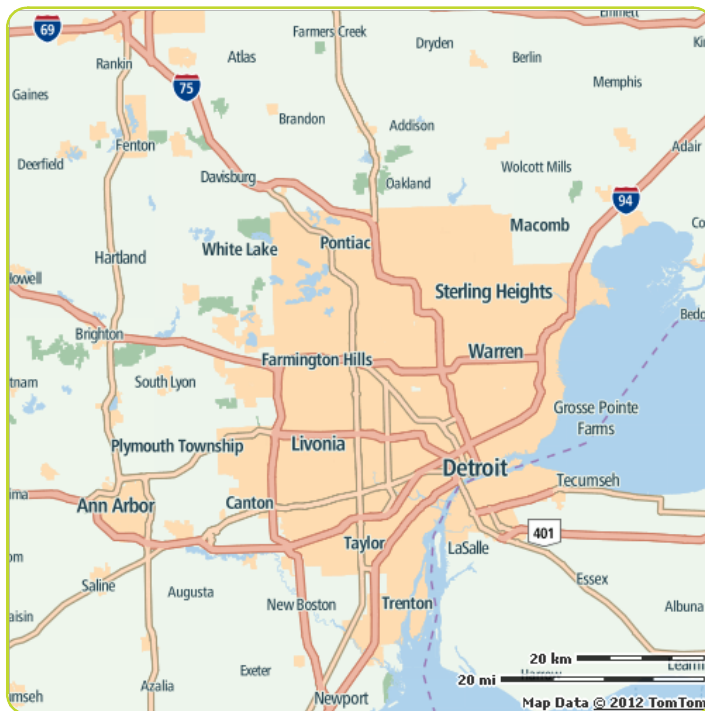 Emmett
69
Farmers Creek
Dryden
Rankin
Atlas
Berlin
75
Memphis
Gaines
Brandon
Addison
Fenton
Adair
Deerfield
Wolcott Mills
Davisburg
Oakland
94
Macomb
White Lake
Pontiac
Hartland
Sterling Heights
Brighton
Warren
Farmington Hills
South Lyon
Grosse Pointe
Farms
Plymouth Township
Livonia
Detroit
Tecumseh
Ann Arbor
Canton
401
Taylor
LaSalle
Essex
Saline
Augusta
New Boston
Trenton
20 km
Exeter
20 mi
Azalia
Newport
Map Data © 2012 TomTom